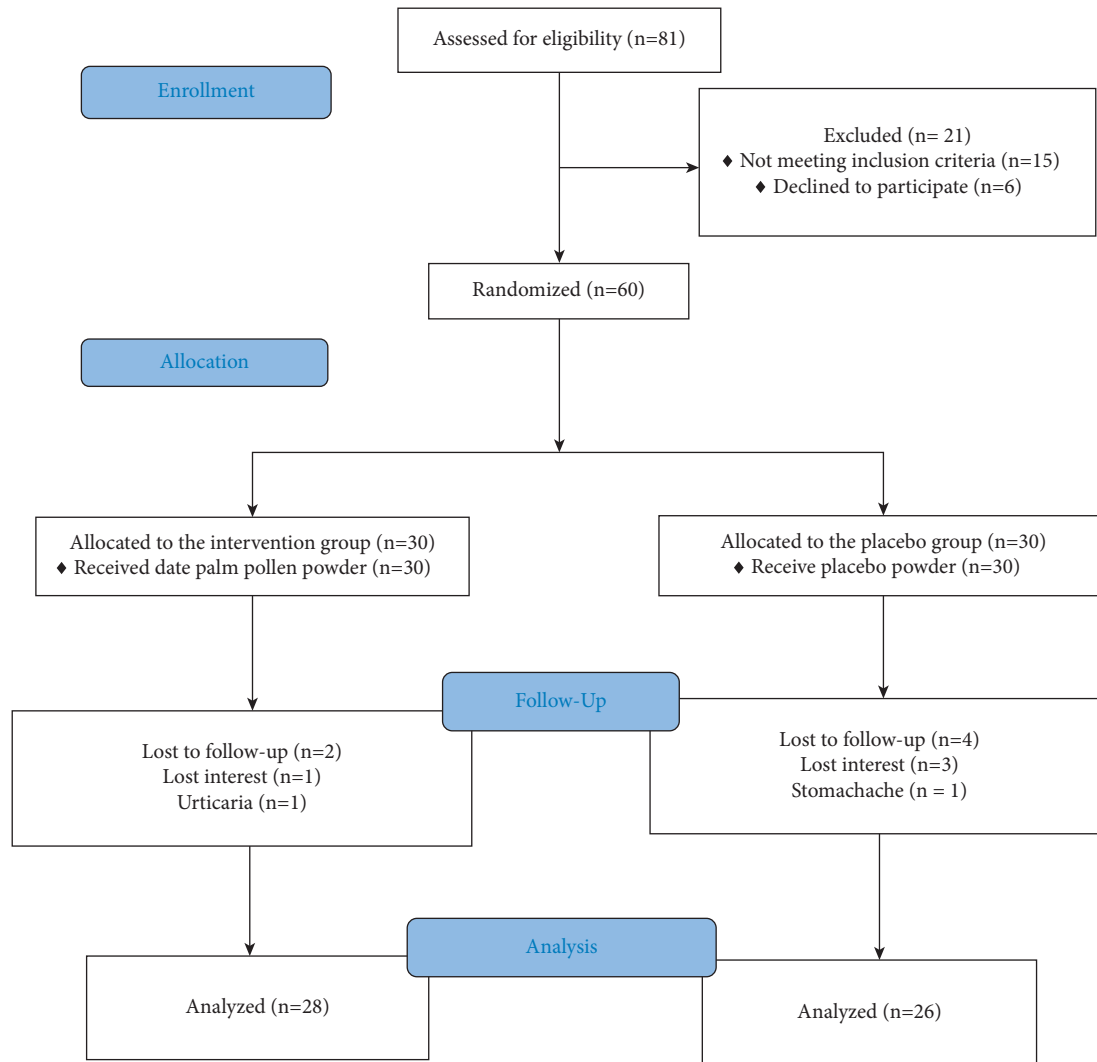 Assessed for eligibility (n=81)
Enrollment
Excluded (n= 21)
♦ Not meeting inclusion criteria (n=15)
♦ Declined to participate (n=6)
Randomized (n=60)
Allocation
Allocated to the intervention group (n=30)
♦ Received date palm pollen powder (n=30)
Allocated to the placebo group (n=30)
♦ Receive placebo powder (n=30)
Follow-Up
Lost to follow-up (n=2)
Lost interest (n=1)
Urticaria (n=1)
Lost to follow-up (n=4)
Lost interest (n=3)
Stomachache (n = 1)
Analysis
Analyzed (n=28)
Analyzed (n=26)